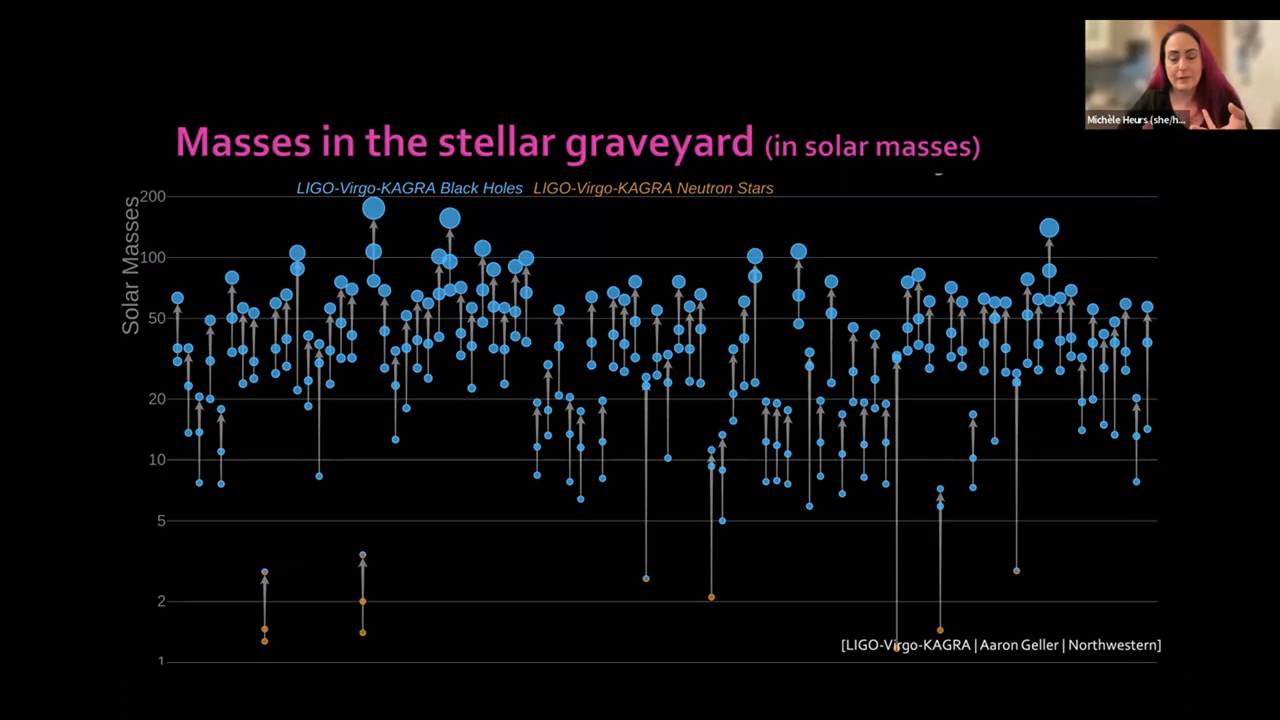 Michèle Heurs (she/h...
Masses in the stellar graveyard (in solar masses)
LIGO-Virgo-KAGRA Black Holes LIGO-Virgo-KAGRA Neutron Stars
Solar Masses
200
100
50
20
10
5
2
1
[LIGO-Virgo-KAGRA | Aaron Geller | Northwestern]